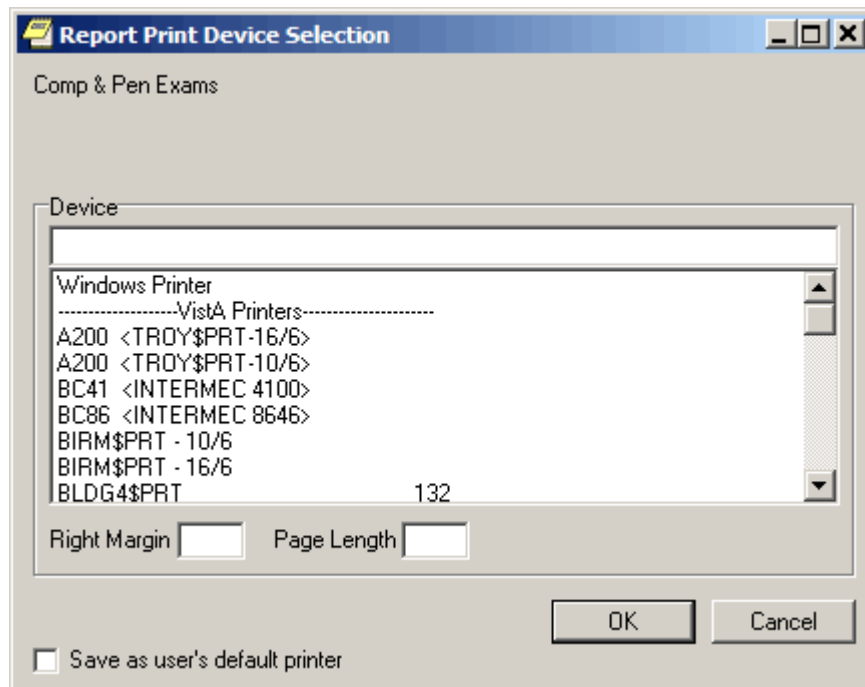 Report Print Device Selection
Comp & Pen Exams
Device
Windows Printer
--------------------VistA Printers----------------------
A200 <TROY$PRT-16/6>
A200 <TROY$PRT-10/6>
BC41 <INTERMEC 4100>
BC86 <INTERMEC 8646>
BIRM$PRT - 10/6
BIRM$PRT - 16/6
BLDG4$PRT 132
Right Margin Page Length
OK Cancel
Save as user's default printer